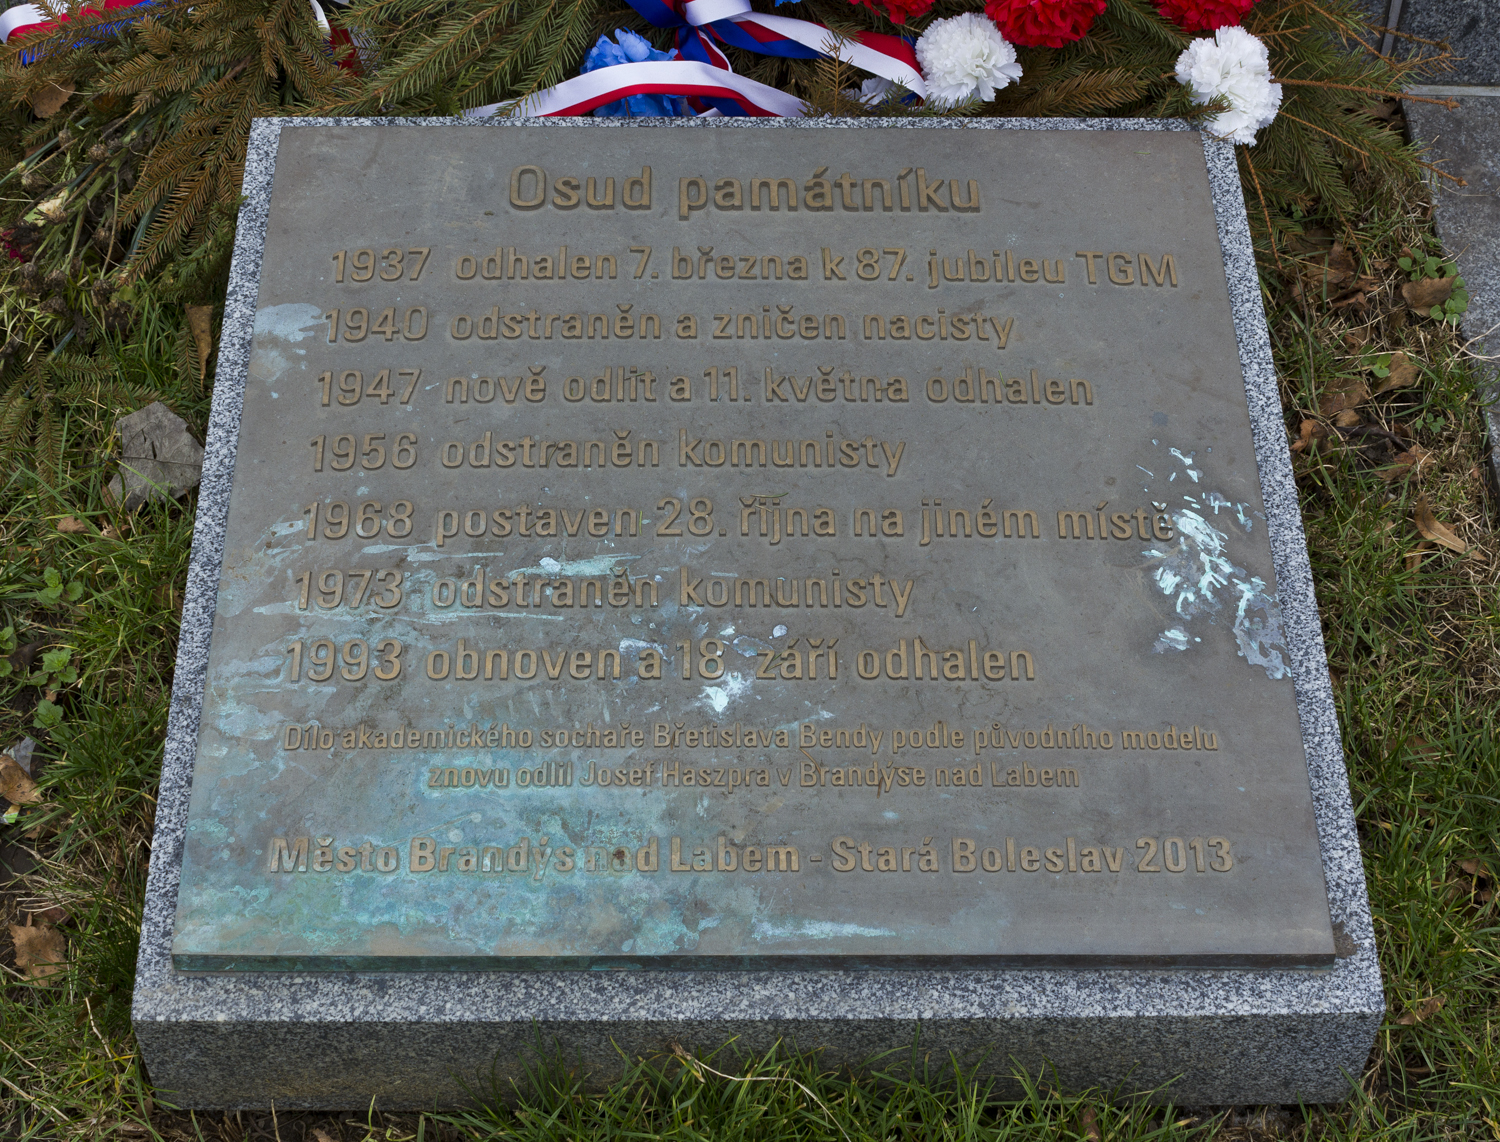 Osud památníku
1937 odhalen 7. března k 87. jubileu TGM
1940 odstraněn a zničen nacisty
1947 nově odlit a 11. května odhalen
1956 odstraněn komunisty
1968 postaven 28. října na jiném místě
1973 odstraněn komunisty
1993 obnoven a 18. září odhalen
Dílo akademického sochaře Břetislava Bendy podle původního modelu
znovu odlil Josef Haszpra v Brandýse nad Labem
Město Brandýs nad Labem - Stará Boleslav 2013